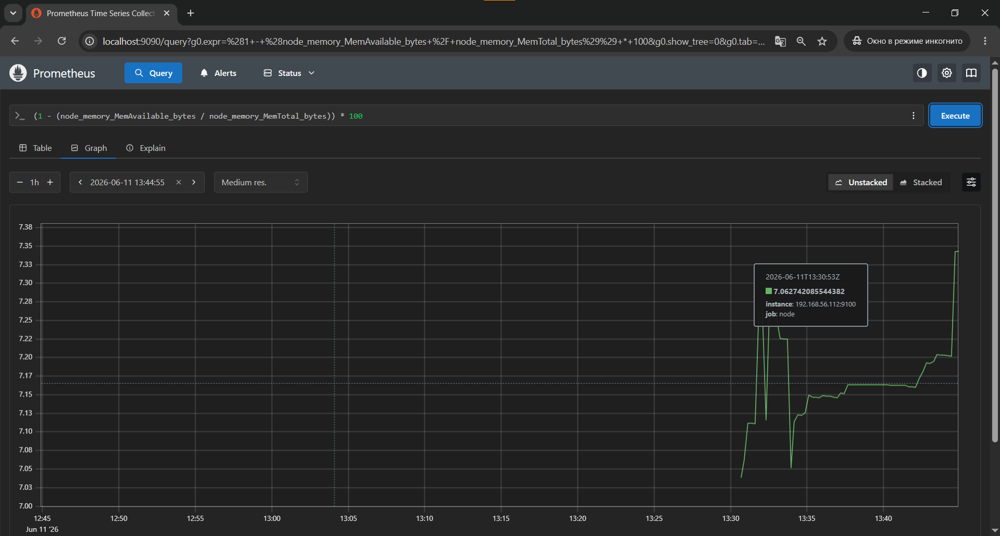 Prometheus Time Series Collect
localhost:9090/query?g0.expr=%281+-+%28node_memory_MemAvailable_bytes+%2F+node_memory_MemTotal_bytes%29%29+*+100&g0.show_tree=0&g0.tab=...
Окно в режиме инкогнито
Prometheus
Query
Alerts
Status
(1 - (node_memory_MemAvailable_bytes / node_memory_MemTotal_bytes)) * 100
Execute
Table
Graph
Explain
1h
2026-06-11 13:44:55
Medium res.
Unstacked
Stacked
7.38
7.35
7.33
7.30
7.28
7.25
7.22
7.20
7.17
7.15
7.13
7.10
7.08
7.05
7.03
7.00
2026-06-11T13:30:53Z
7.062742085544382
instance: 192.168.56.112:9100
job: node
12:45
12:50
12:55
13:00
13:05
13:10
13:15
13:20
13:25
13:30
13:35
13:40
Jun 11 '26